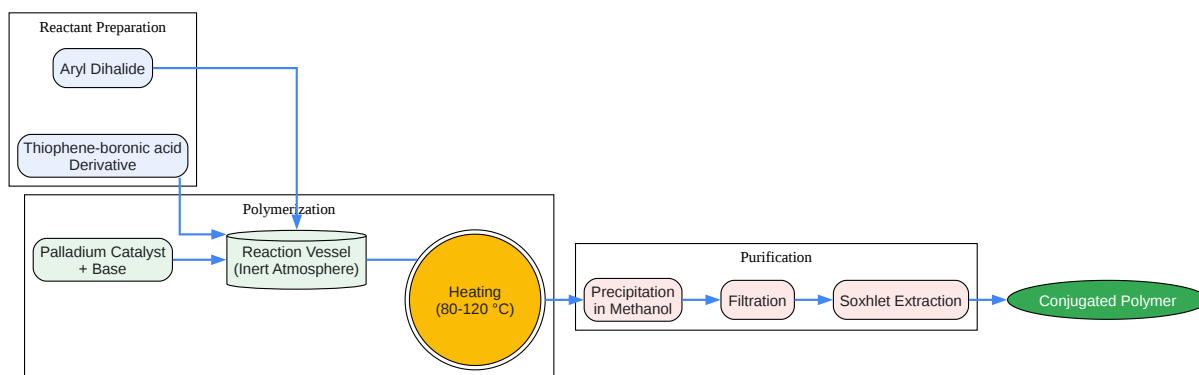 Reactant Preparation
Aryl Dihalide
Thiophene-boronic acid
Derivative
Polymerization
Palladium Catalyst
+ Base
Reaction Vessel
(Inert Atmosphere)
Heating
(80-120 °C)
Purification
Precipitation
in Methanol
Filtration
Soxhlet Extraction
Conjugated Polymer